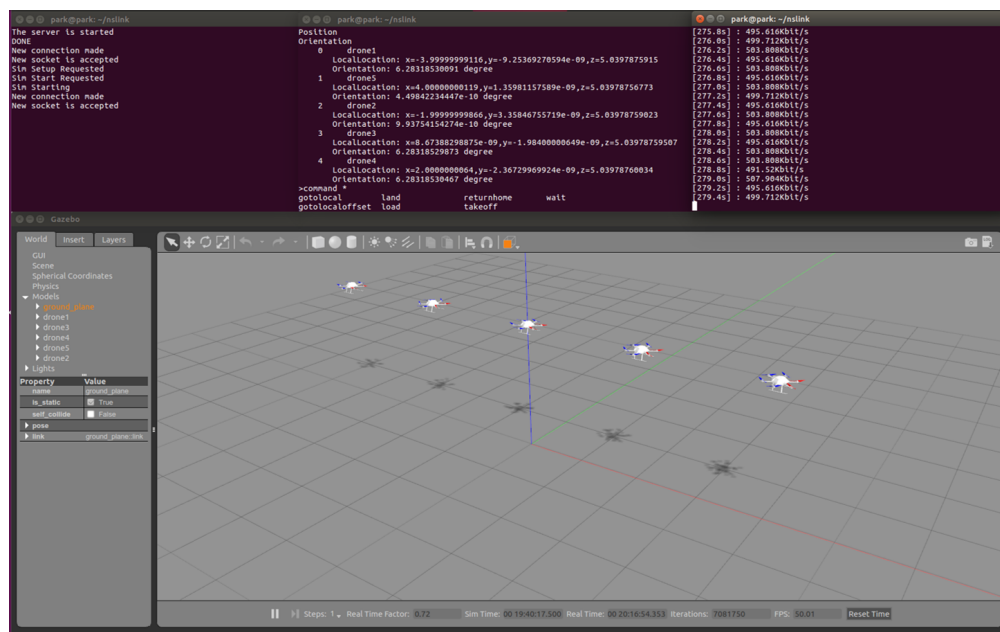 park@park: ~/nslink
The server is started
DONE
New connection made
New socket is accepted
Sim Setup Requested
Sim Start Requested
Sim Starting
New connection made
New socket is accepted
park@park: ~/nslink
Position
Orientation
0 drone1
LocalLocation: x=-3.99999999116,y=-9.25369270594e-09,z=5.0397875915
Orientation: 6.28318530091 degree
1 drone5
LocalLocation: x=4.00000000119,y=1.35981157589e-09,z=5.03978756773
Orientation: 4.49842234447e-10 degree
2 drone2
LocalLocation: x=-1.99999999866,y=3.35846755719e-09,z=5.03978759023
Orientation: 9.93754154274e-10 degree
3 drone3
LocalLocation: x=8.67388298875e-09,y=-1.98400000649e-09,z=5.03978759507
Orientation: 6.28318529873 degree
4 drone4
LocalLocation: x=2.000000064,y=-2.36729969924e-09,z=5.03978760034
Orientation: 6.28318530467 degree
>command *
gotolocal land returnhome wait
gotolocaloffset load takeoff
park@park: ~/nslink
[275.8s] : 495.616Kbit/s
[276.0s] : 499.712Kbit/s
[276.2s] : 503.808Kbit/s
[276.4s] : 495.616Kbit/s
[276.6s] : 503.808Kbit/s
[276.8s] : 495.616Kbit/s
[277.0s] : 503.808Kbit/s
[277.2s] : 499.712Kbit/s
[277.4s] : 495.616Kbit/s
[277.6s] : 503.808Kbit/s
[277.8s] : 495.616Kbit/s
[278.0s] : 503.808Kbit/s
[278.2s] : 495.616Kbit/s
[278.4s] : 503.808Kbit/s
[278.6s] : 503.808Kbit/s
[278.8s] : 491.52Kbit/s
[279.0s] : 507.904Kbit/s
[279.2s] : 495.616Kbit/s
[279.4s] : 499.712Kbit/s
Gazebo
World Insert Layers
GUI
Scene
Spherical Coordinates
Physics
Models
ground_plane
drone1
drone3
drone4
drone5
drone2
Lights
Property Value
name ground_plane
is_static True
self_collide False
pose
link ground_plane::link
Steps: 1 Real Time Factor: 0.72 Sim Time: 00 19:40:17.500 Real Time: 00 20:16:54.353 Iterations: 7081750 FPS: 50.01 Reset Time